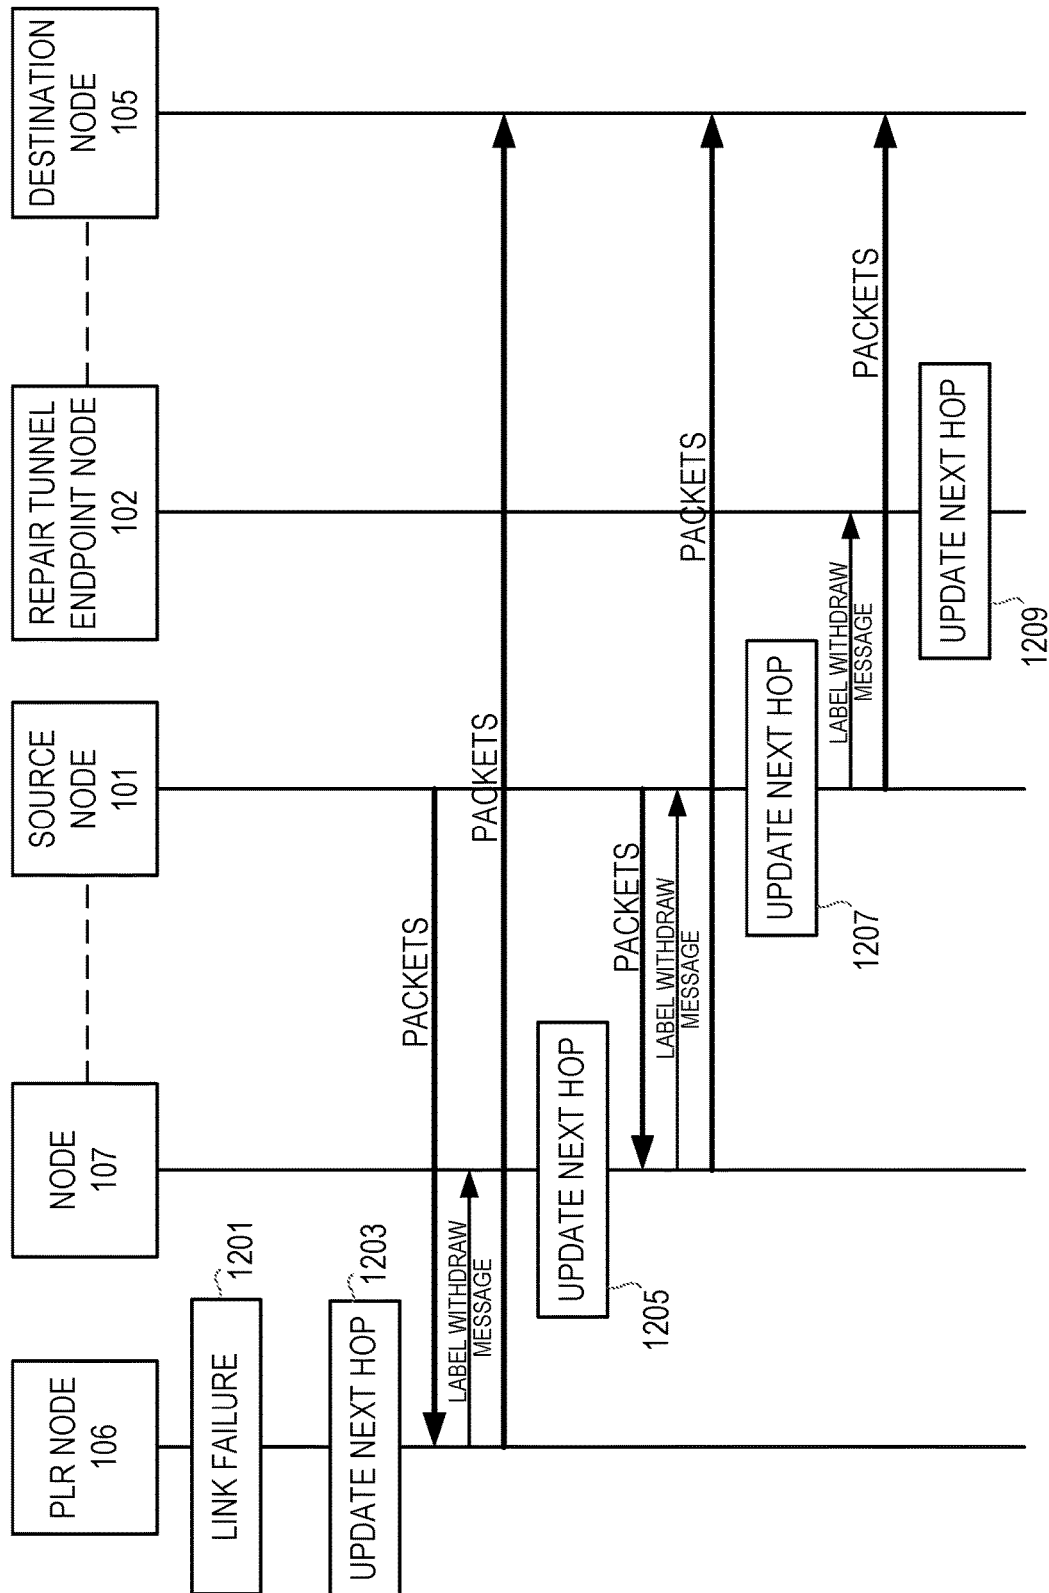 PLR NODE
106
NODE
107
SOURCE
NODE
101
REPAIR TUNNEL
ENDPOINT NODE
102
DESTINATION
NODE
105
LINK FAILURE
1201
UPDATE NEXT HOP
1203
PACKETS
LABEL WITHDRAW
MESSAGE
PACKETS
UPDATE NEXT HOP
1205
PACKETS
LABEL WITHDRAW
MESSAGE
PACKETS
UPDATE NEXT HOP
1207
LABEL WITHDRAW
MESSAGE
PACKETS
UPDATE NEXT HOP
1209